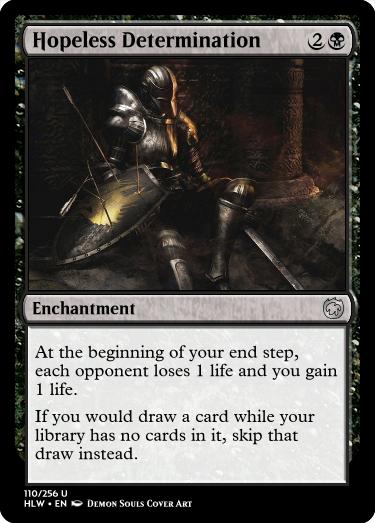 Hopeless Determination 2
Enchantment
At the beginning of your end step,
each opponent loses 1 life and you gain
1 life.
If you would draw a card while your
library has no cards in it, skip that
draw instead.
110/256 U
HLW • EN Demon Souls Cover Art